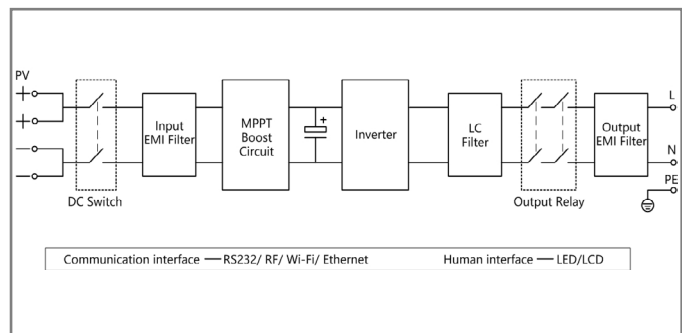 PV
+
+
—
—
DC Switch
Input
EMI Filter
MPPT
Boost
Circuit
+
Inverter
LC
Filter
Output Relay
Output
EMI Filter
L
N
PE
Communication interface — RS232/ RF/ Wi-Fi/ Ethernet
Human interface — LED/LCD